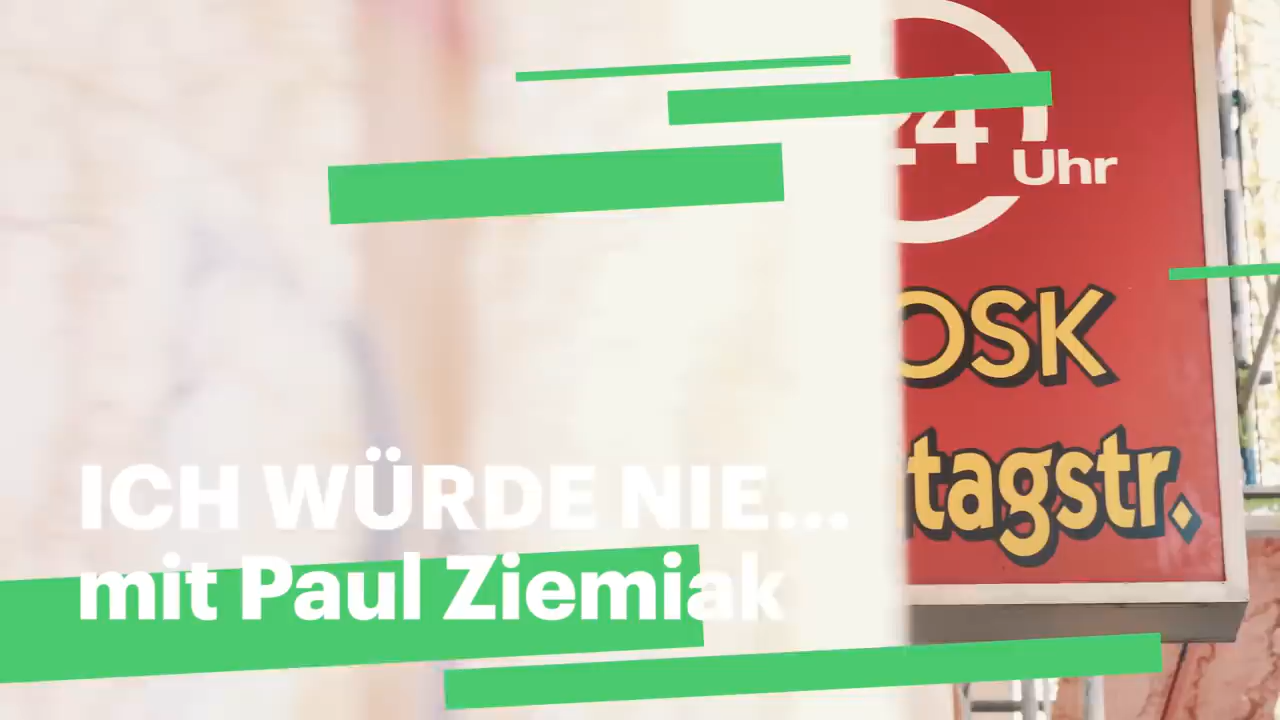 24
Uhr
OSK
tagstr.
ICH WÜRDE NIE...
mit Paul Ziemiak